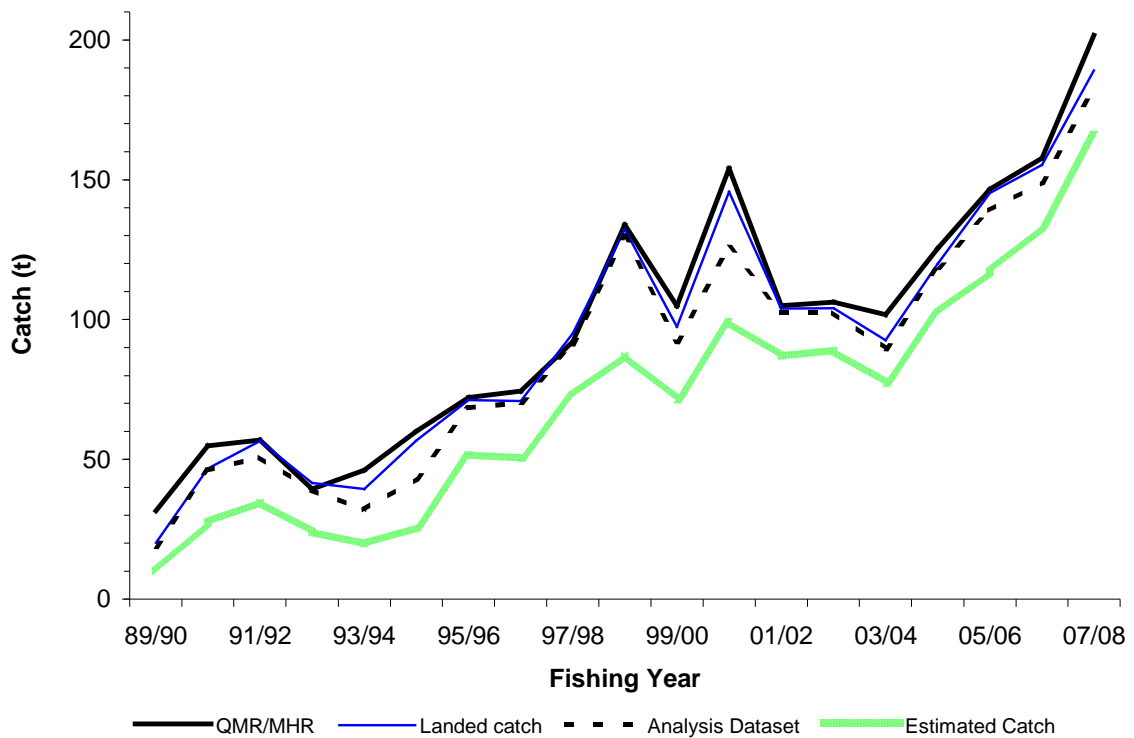 200
150
100
50
0
Catch (t)
89/90 91/92 93/94 95/96 97/98 99/00 01/02 03/04 05/06 07/08
Fishing Year
QMR/MHR Landed catch Analysis Dataset Estimated Catch